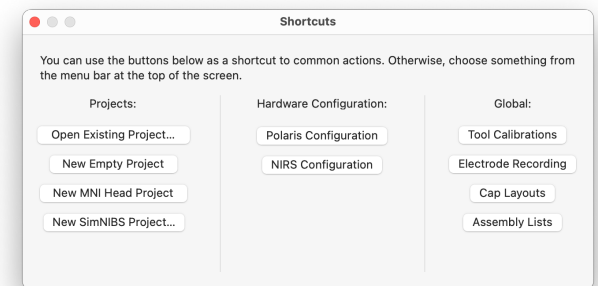 Shortcuts
You can use the buttons below as a shortcut to common actions. Otherwise, choose something from
the menu bar at the top of the screen.
Projects:
Open Existing Project...
New Empty Project
New MNI Head Project
New SimNIBS Project...
Hardware Configuration:
Polaris Configuration
NIRS Configuration
Global:
Tool Calibrations
Electrode Recording
Cap Layouts
Assembly Lists